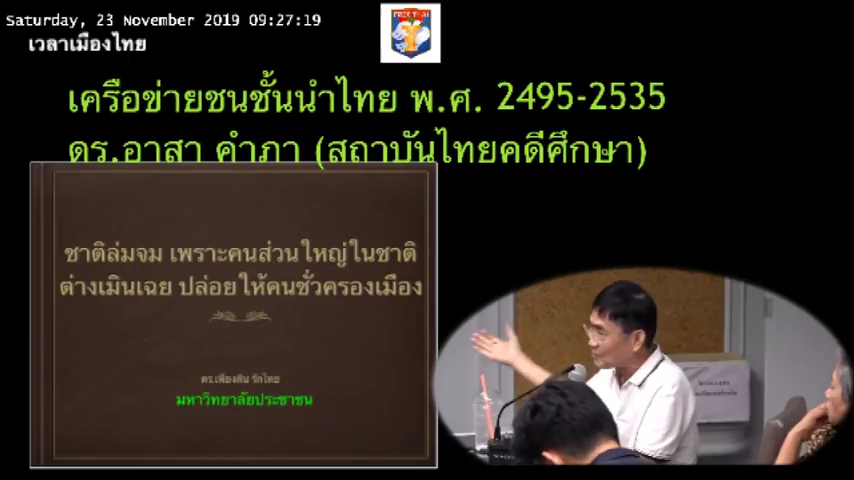 Saturday, 23 November 2019 09:27:19
เวลาเมืองไทย
FREE THAI
เครือข่ายชนชั้นนำไทย พ.ศ. 2495-2535
ดร.อาสา คำภา (สถาบันไทยคดีศึกษา)
ชาติล่มจม เพราะคนส่วนใหญ่ในชาติ
ต่างเมินเฉย ปล่อยให้คนชั่วครองเมือง
ดร.เพียงดิน รักไทย
มหาวิทยาลัยประชาชน